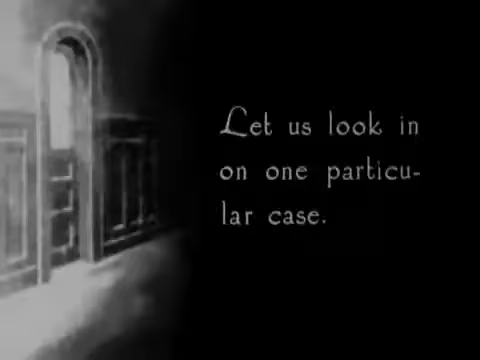 Let us look in
on one particu-
lar case.